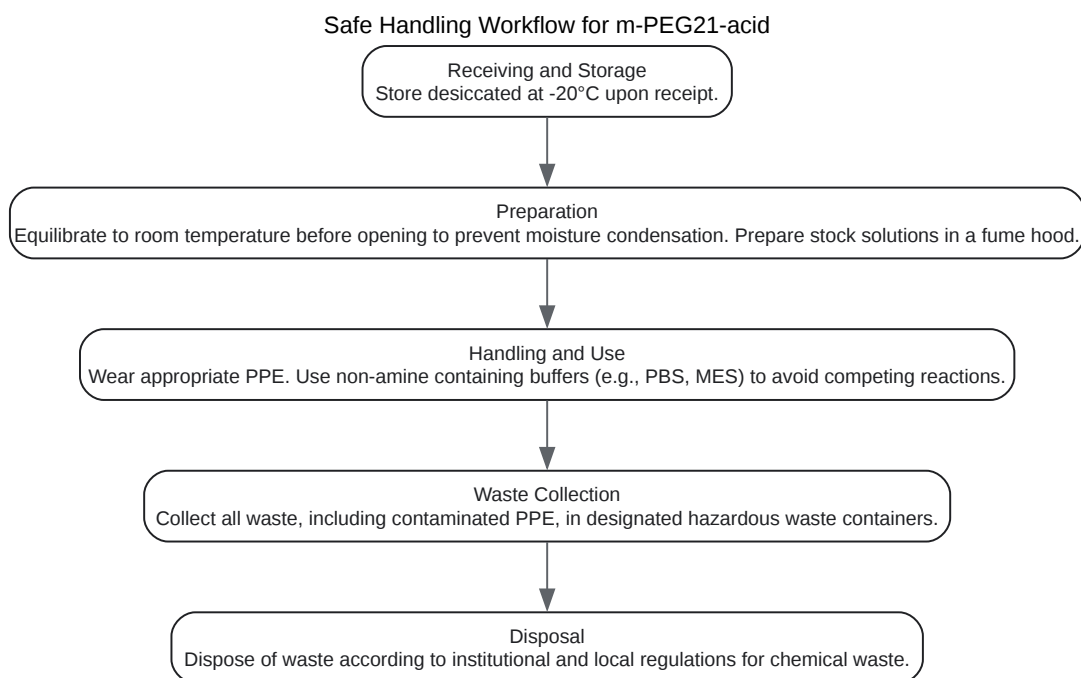 Safe Handling Workflow for m-PEG21-acid
Receiving and Storage
Store desiccated at -20°C upon receipt.
Preparation
Equilibrate to room temperature before opening to prevent moisture condensation. Prepare stock solutions in a fume hood.
Handling and Use
Wear appropriate PPE. Use non-amine containing buffers (e.g., PBS, MES) to avoid competing reactions.
Waste Collection
Collect all waste, including contaminated PPE, in designated hazardous waste containers.
Disposal
Dispose of waste according to institutional and local regulations for chemical waste.